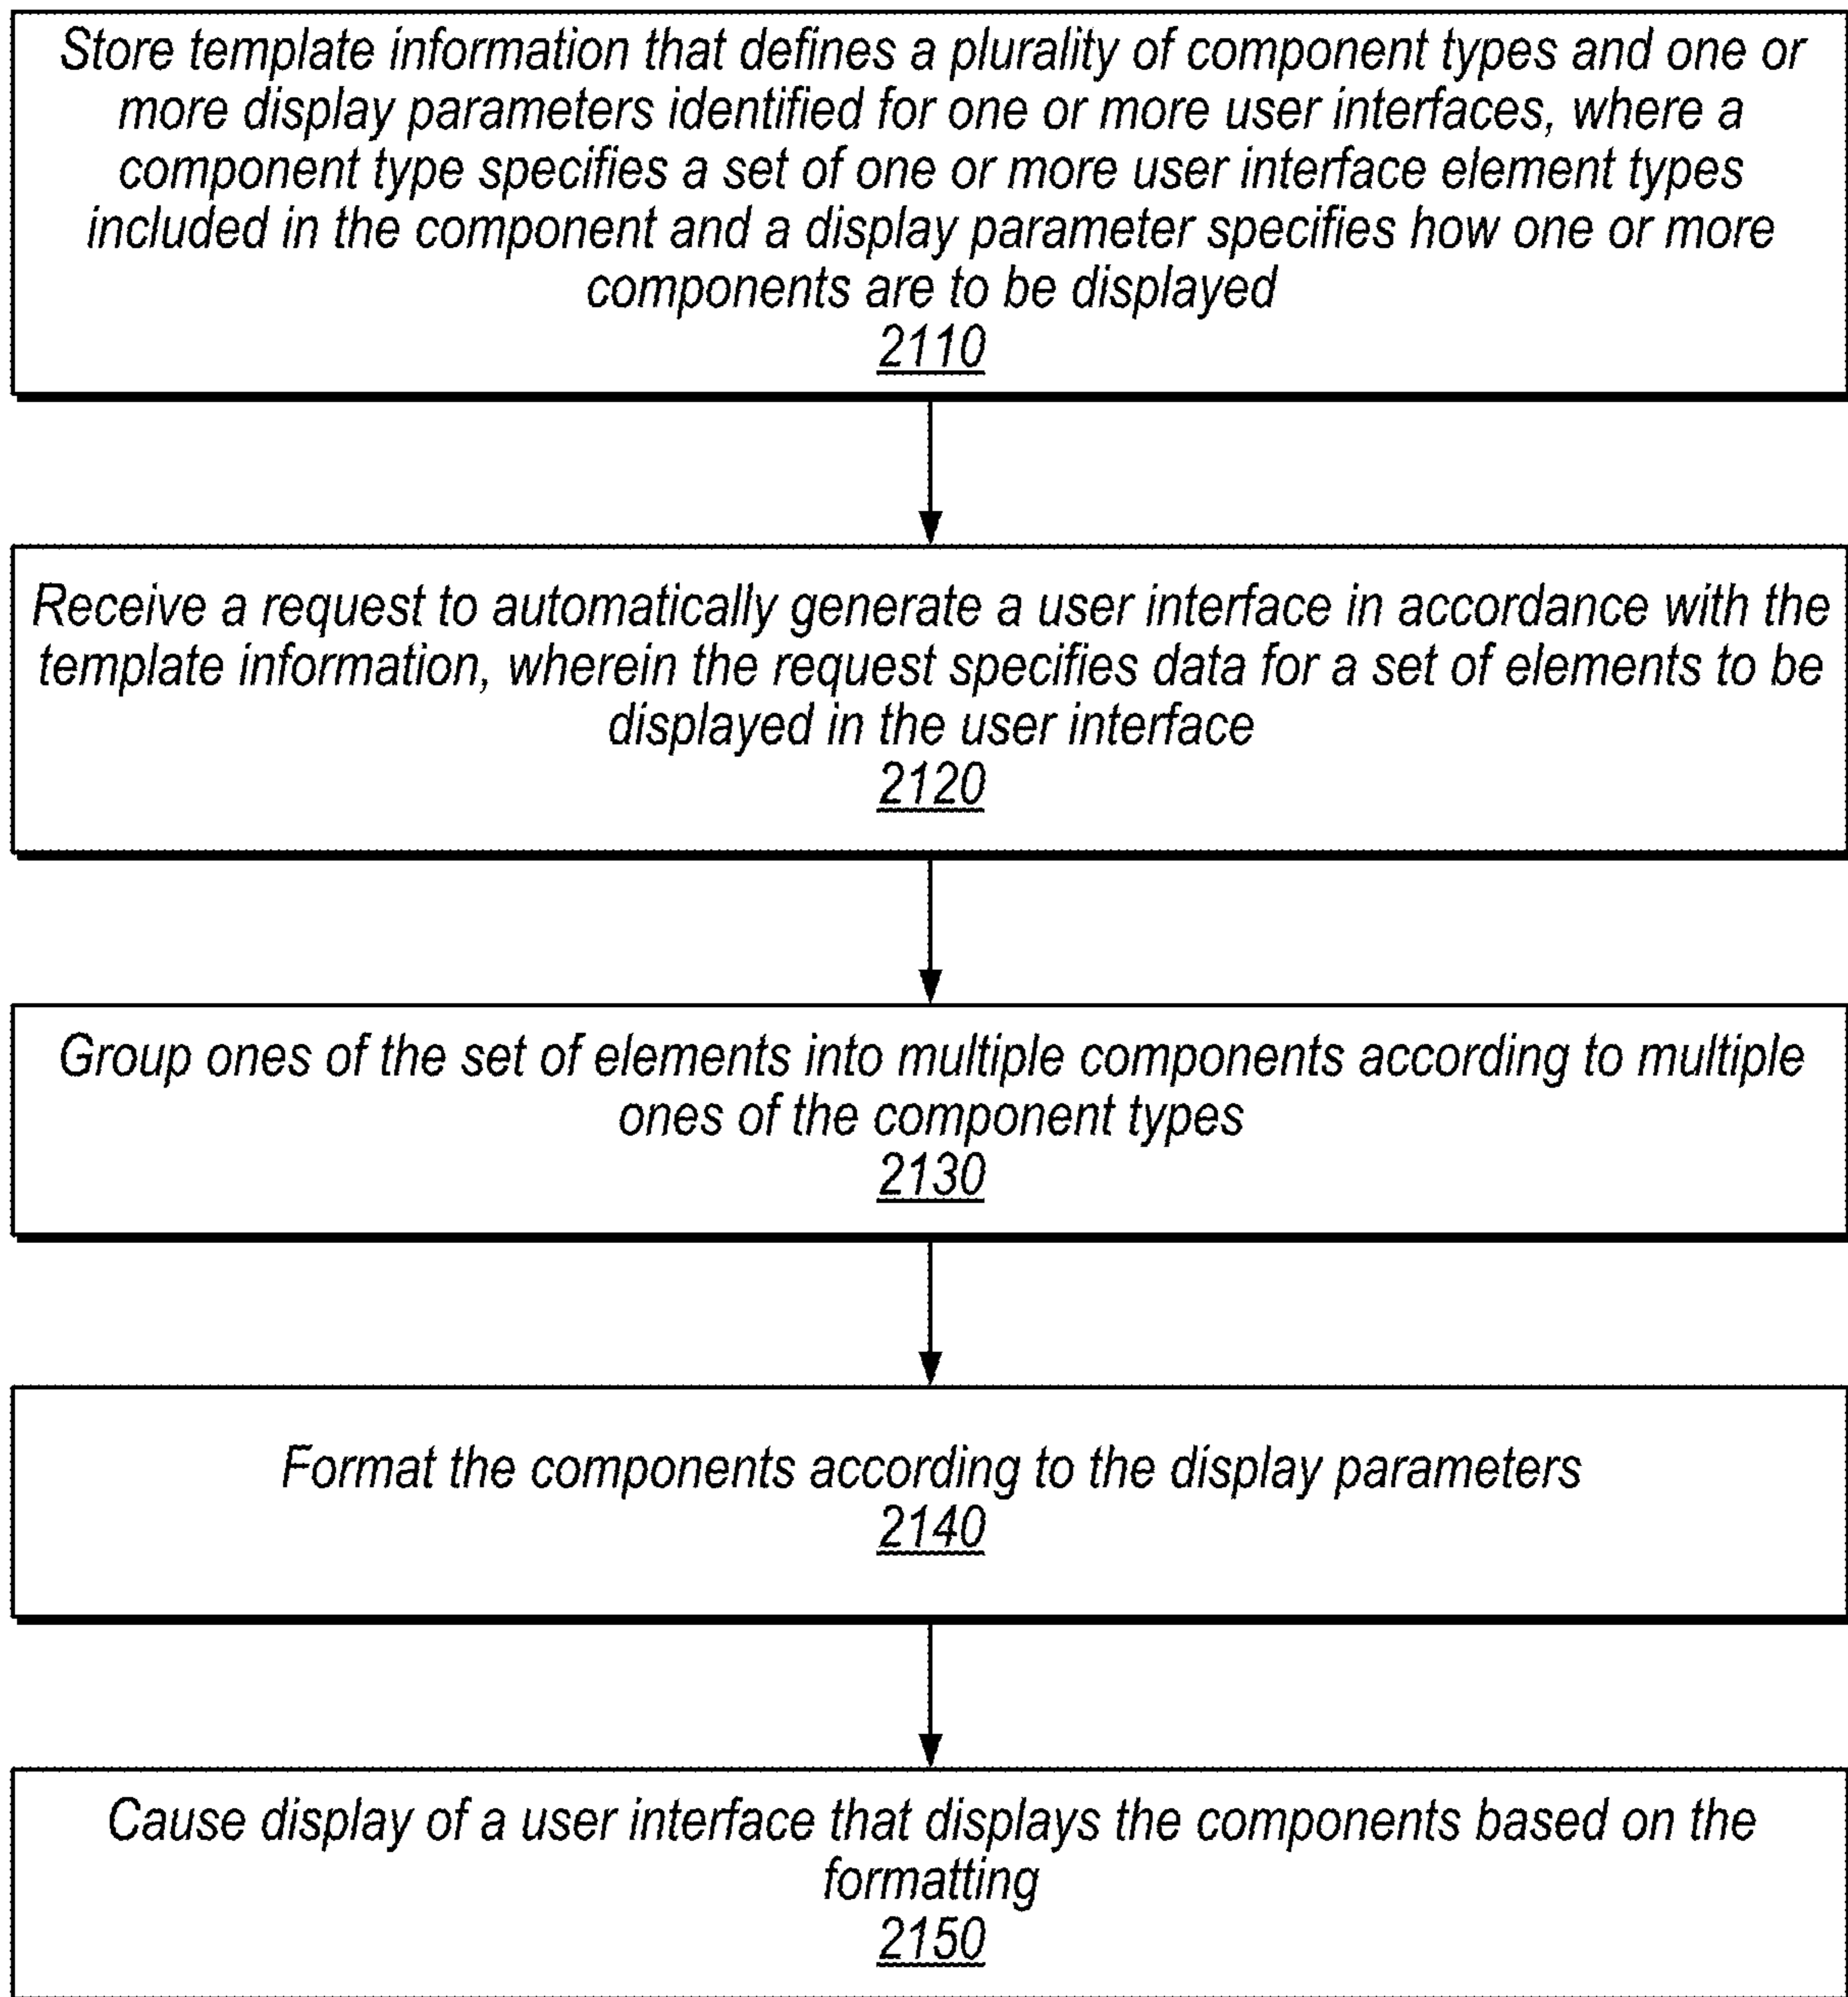 Store template information that defines a plurality of component types and one or
more display parameters identified for one or more user interfaces, where a
component type specifies a set of one or more user interface element types
included in the component and a display parameter specifies how one or more
components are to be displayed
2110
Receive a request to automatically generate a user interface in accordance with the
template information, wherein the request specifies data for a set of elements to be
displayed in the user interface
2120
Group ones of the set of elements into multiple components according to multiple
ones of the component types
2130
Format the components according to the display parameters
2140
Cause display of a user interface that displays the components based on the
formatting
2150